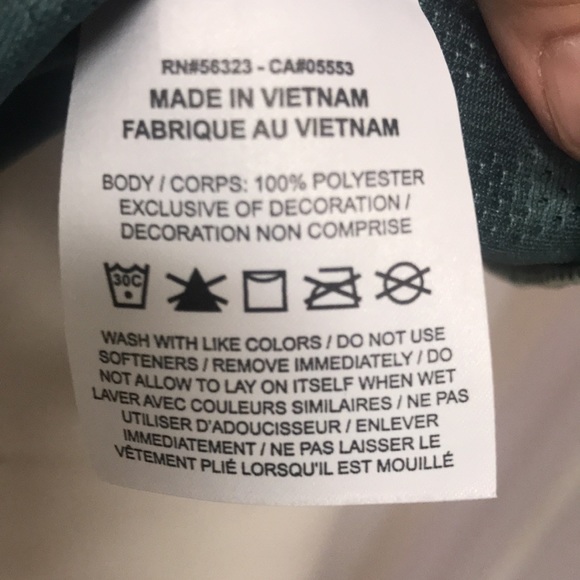 RN#56323 - CA#05553
MADE IN VIETNAM
FABRIQUE AU VIETNAM
BODY / CORPS: 100% POLYESTER
EXCLUSIVE OF DECORATION /
DECORATION NON COMPRISE
30C
WASH WITH LIKE COLORS / DO NOT USE
SOFTENERS / REMOVE IMMEDIATELY / DO
NOT ALLOW TO LAY ON ITSELF WHEN WET
LAVER AVEC COULEURS SIMILAIRES / NE PAS
UTILISER D'ADOUCISSEUR / ENLEVER
IMMEDIATEMENT / NE PAS LAISSER LE
VÊTEMENT PLIÉ LORSQU'IL EST MOUILLÉ